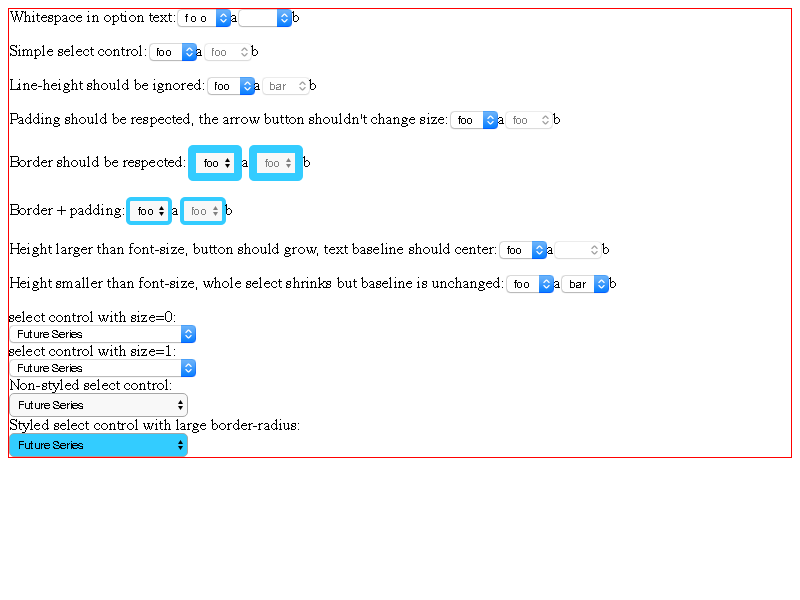 Whitespace in option text: f o o a b
Simple select control: foo a foo b
Line-height should be ignored: foo a bar b
Padding should be respected, the arrow button shouldn't change size: foo a foo b
Border should be respected: foo a foo b
Border + padding: foo a foo b
Height larger than font-size, button should grow, text baseline should center: foo a b
Height smaller than font-size, whole select shrinks but baseline is unchanged: foo a bar b
select control with size=0:
Future Series
select control with size=1:
Future Series
Non-styled select control:
Future Series
Styled select control with large border-radius:
Future Series